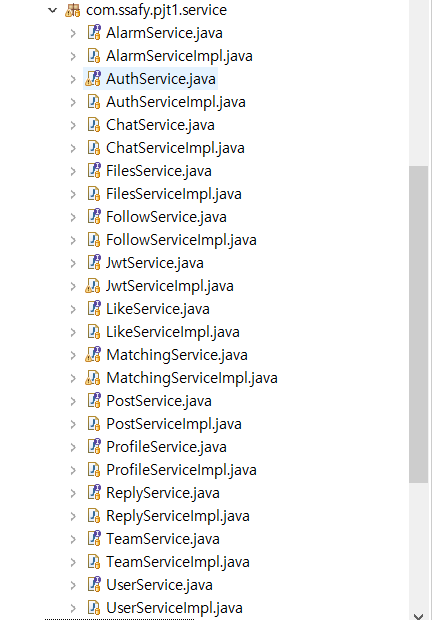 com.ssafy.pjt1.service
AlarmService.java
AlarmServiceImpl.java
AuthService.java
AuthServiceImpl.java
ChatService.java
ChatServiceImpl.java
FilesService.java
FilesServiceImpl.java
FollowService.java
FollowServiceImpl.java
JwtService.java
JwtServiceImpl.java
LikeService.java
LikeServiceImpl.java
MatchingService.java
MatchingServiceImpl.java
PostService.java
PostServiceImpl.java
ProfileService.java
ProfileServiceImpl.java
ReplyService.java
ReplyServiceImpl.java
TeamService.java
TeamServiceImpl.java
UserService.java
UserServiceImpl.java